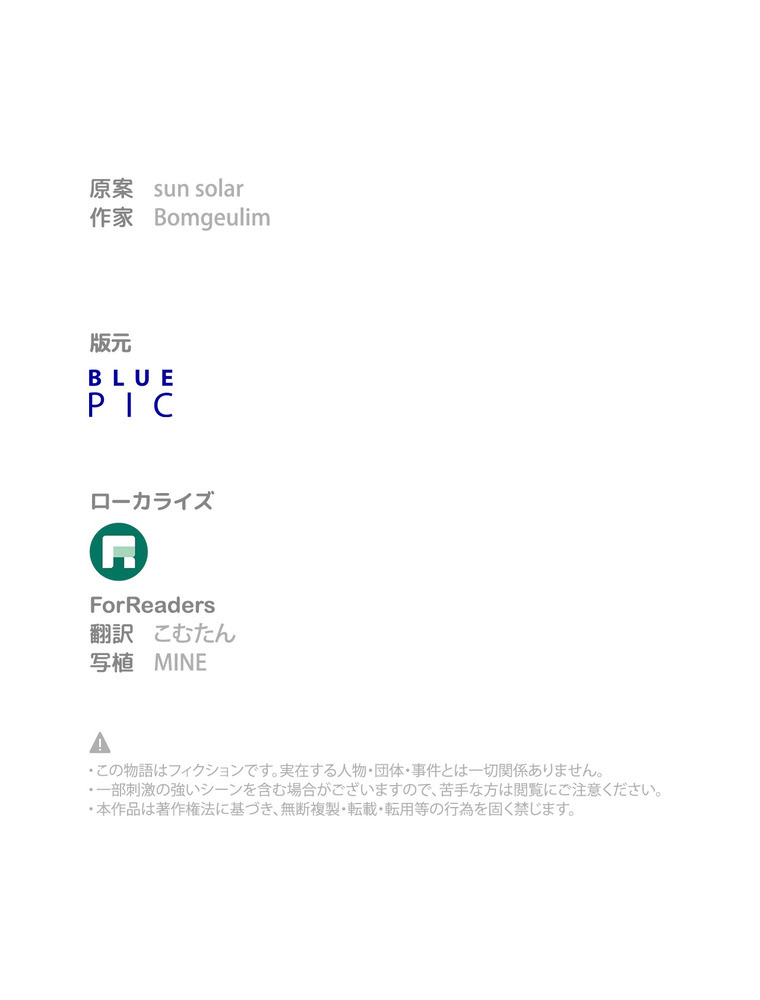 原案 sun solar
作家 Bomgeulim
版元
BLUE
PIC
ローカライズ
ForReaders
翻訳 こむたん
写植 MINE
・この物語はフィクションです。実在する人物・団体・事件とは一切関係ありません。
・一部刺激の強いシーンを含む場合がございますので、苦手な方は閲覧にご注意ください。
・本作品は著作権法に基づき、無断複製・転載・転用等の行為を固く禁じます。